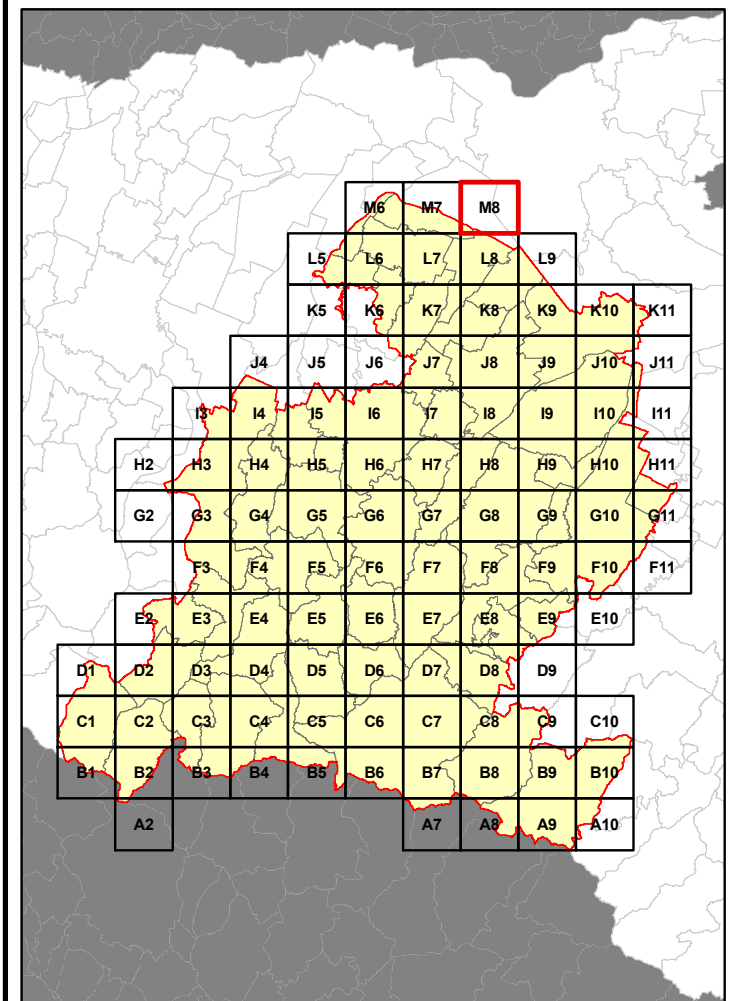 M6 M7 M8
L5 L6 L7 L8 L9
K5 K6 K7 K8 K9 K10 K11
J4 J5 J6 J7 J8 J9 J10 J11
I3 I4 I5 I6 I7 I8 I9 I10 I11
H2 H3 H4 H5 H6 H7 H8 H9 H10 H11
G2 G3 G4 G5 G6 G7 G8 G9 G10 G11
F3 F4 F5 F6 F7 F8 F9 F10 F11
E2 E3 E4 E5 E6 E7 E8 E9 E10
D1 D2 D3 D4 D5 D6 D7 D8 D9
C1 C2 C3 C4 C5 C6 C7 C8 C9 C10
B1 B2 B3 B4 B5 B6 B7 B8 B9 B10
A2 A7 A8 A9 A10